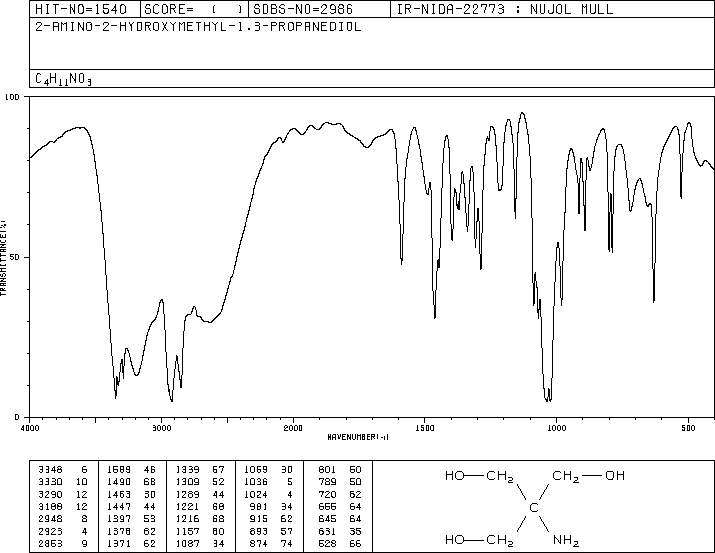 HIT-NO=1540 SCORE= ( ) SDBS-NO=2986 IR-NIDA-22773 : NUJOL MULL
2-AMINO-2-HYDROXYMETHYL-1,3-PROPANEDIOL
C4H11NO3
100
50
0
TRANSMITTANCE(%)
4000 3000 2000 1500 1000 500
WAVENUMBER(-1)
3348 6 1589 46 1339 57 1069 30 801 50
3330 10 1490 68 1309 52 1036 5 789 50
3290 12 1463 30 1289 44 1024 4 720 62
3188 12 1447 44 1221 68 981 34 655 64
2948 8 1397 53 1216 68 915 62 645 64
2923 4 1378 62 1157 60 893 57 631 35
2853 9 1371 62 1087 34 874 74 528 66
HO CH2 CH2 OH
C
HO CH2 NH2